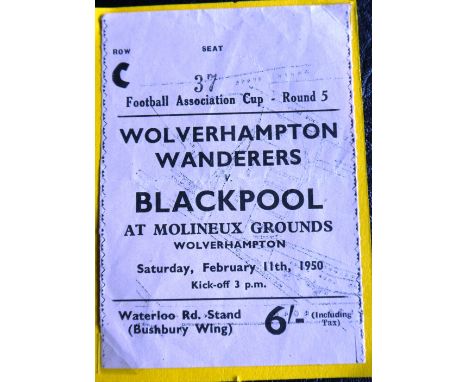 ROW SEAT
C 37
Football Association Cup - Round 5
WOLVERHAMPTON
WANDERERS
v.
BLACKPOOL
AT MOLINEUX GROUNDS
WOLVERHAMPTON
Saturday, February 11th, 1950
Kick-off 3 p.m.
Waterloo Rd. Stand 6/- (Including
(Bushbury Wing) Tax)